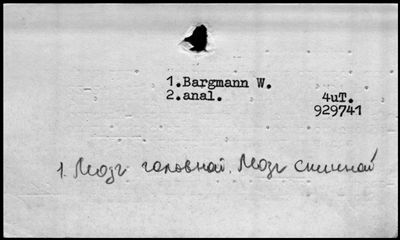 1.Bargmann W.
2.anal.
4uT.
929741
1. Мозг головной. Мозг спинной